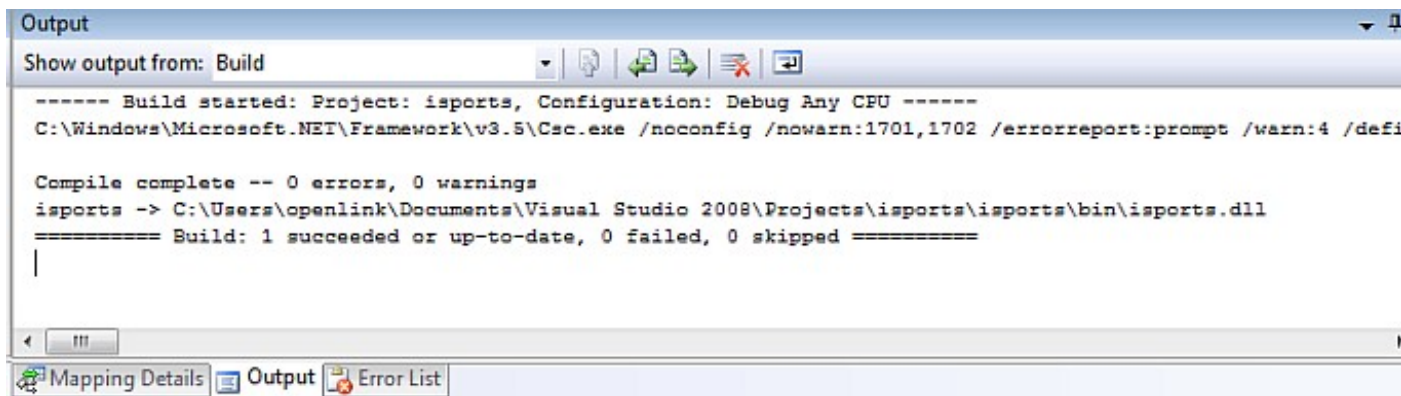 Output
Show output from: Build
------ Build started: Project: isports, Configuration: Debug Any CPU ------
C:\Windows\Microsoft.NET\Framework\v3.5\Csc.exe /noconfig /nowarn:1701,1702 /errorreport:prompt /warn:4 /defi
Compile complete -- 0 errors, 0 warnings
isports -> C:\Users\openlink\Documents\Visual Studio 2008\Projects\isports\isports\bin\isports.dll
========== Build: 1 succeeded or up-to-date, 0 failed, 0 skipped ==========
Mapping Details Output Error List